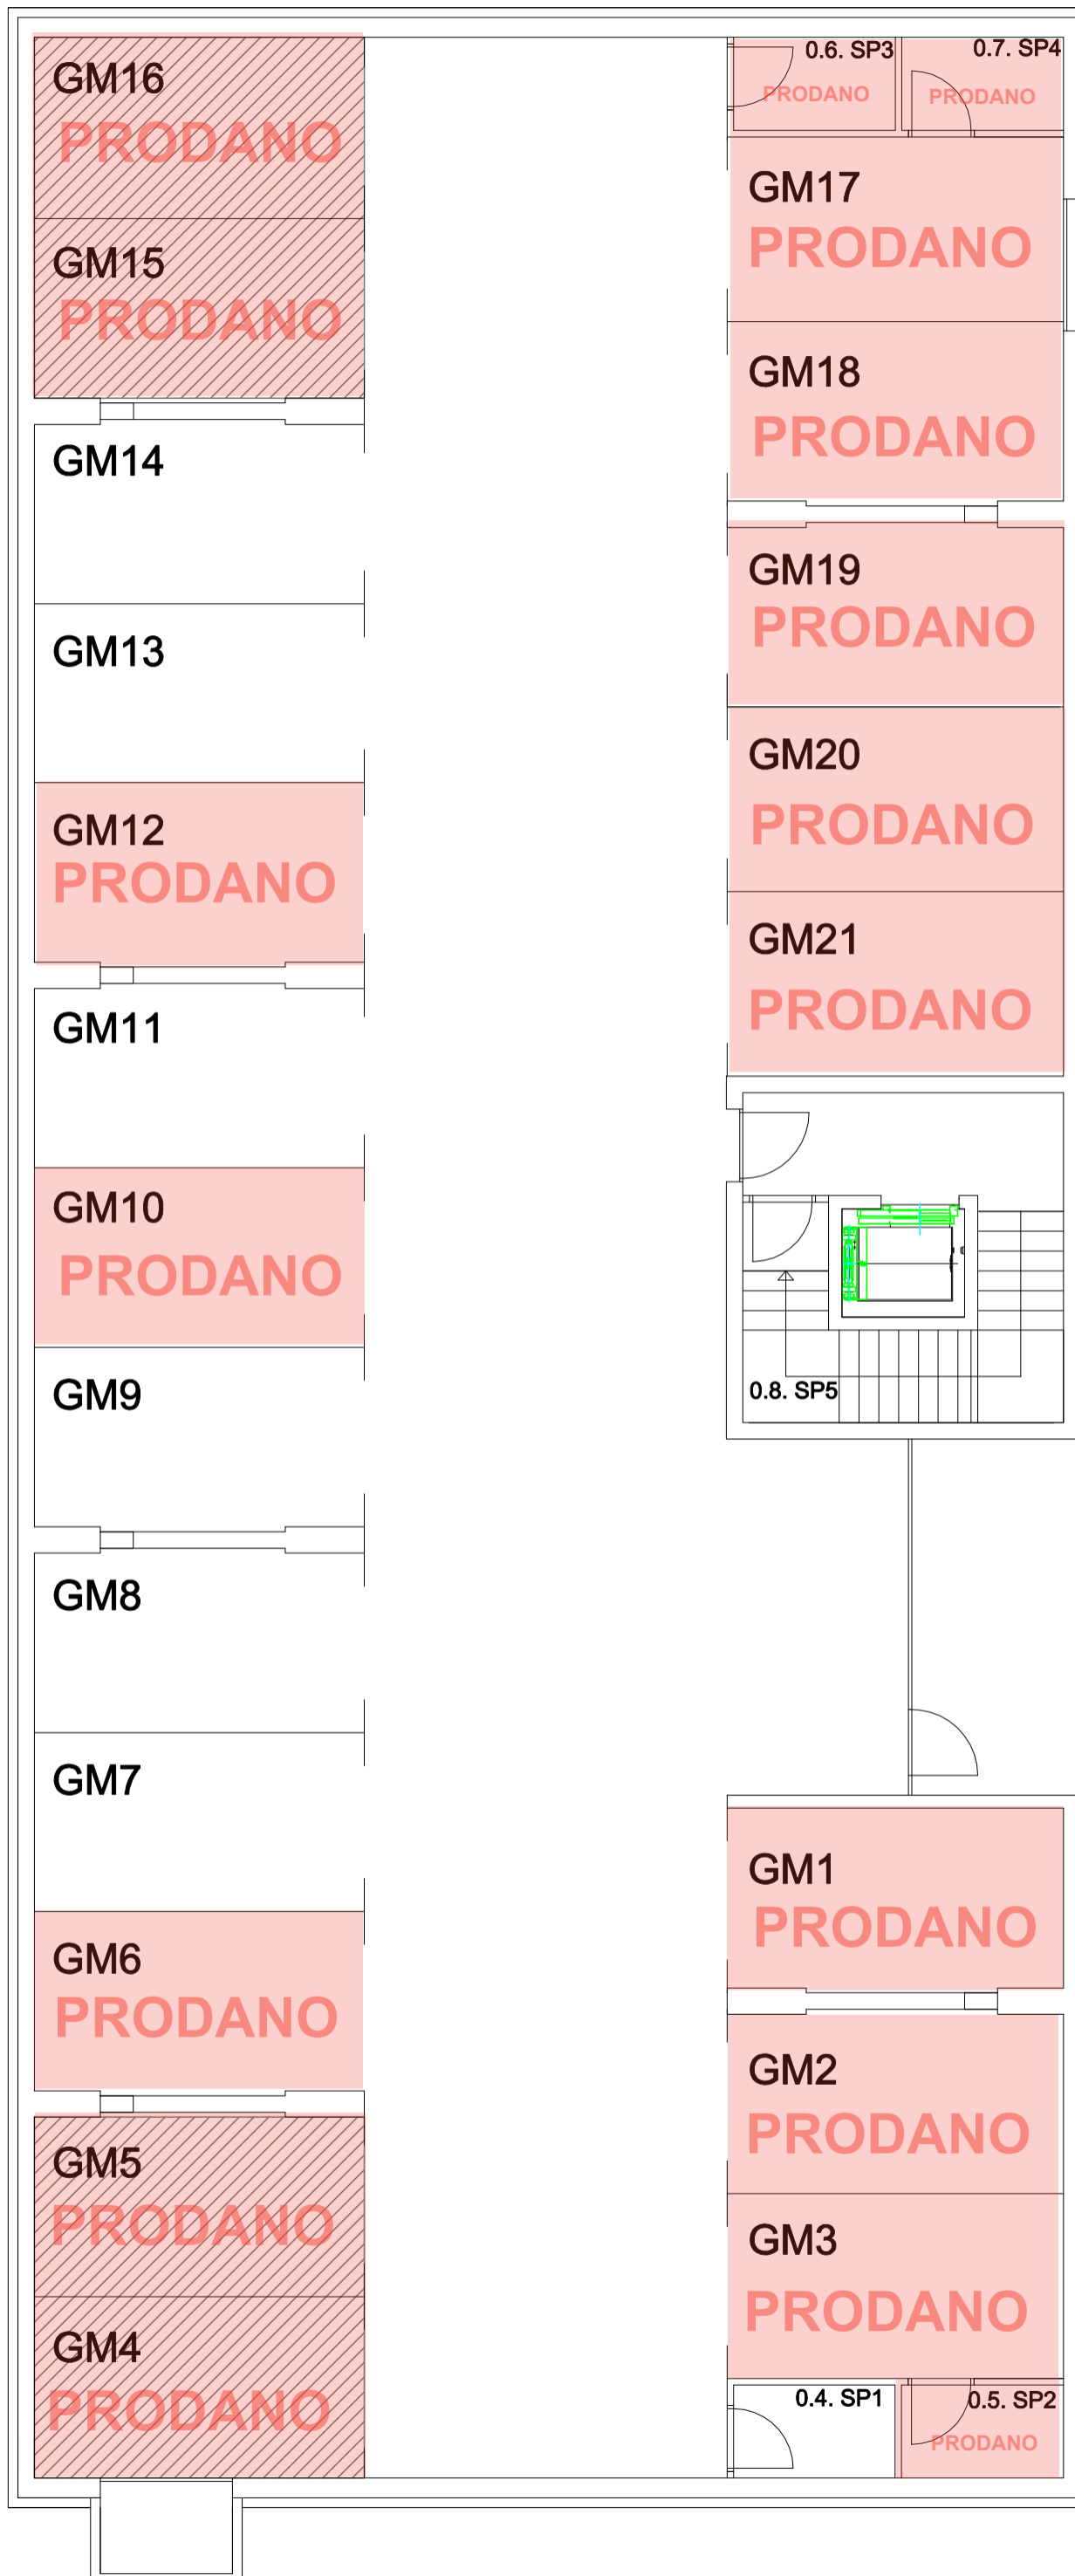 GM16
PRODANO
GM15
PRODANO
GM14
GM13
GM12
PRODANO
GM11
GM10
PRODANO
GM9
GM8
GM7
GM6
PRODANO
GM5
PRODANO
GM4
PRODANO
0.6. SP3
PRODANO
0.7. SP4
PRODANO
GM17
PRODANO
GM18
PRODANO
GM19
PRODANO
GM20
PRODANO
GM21
PRODANO
0.8. SP5
GM1
PRODANO
GM2
PRODANO
GM3
PRODANO
0.4. SP1
0.5. SP2
PRODANO